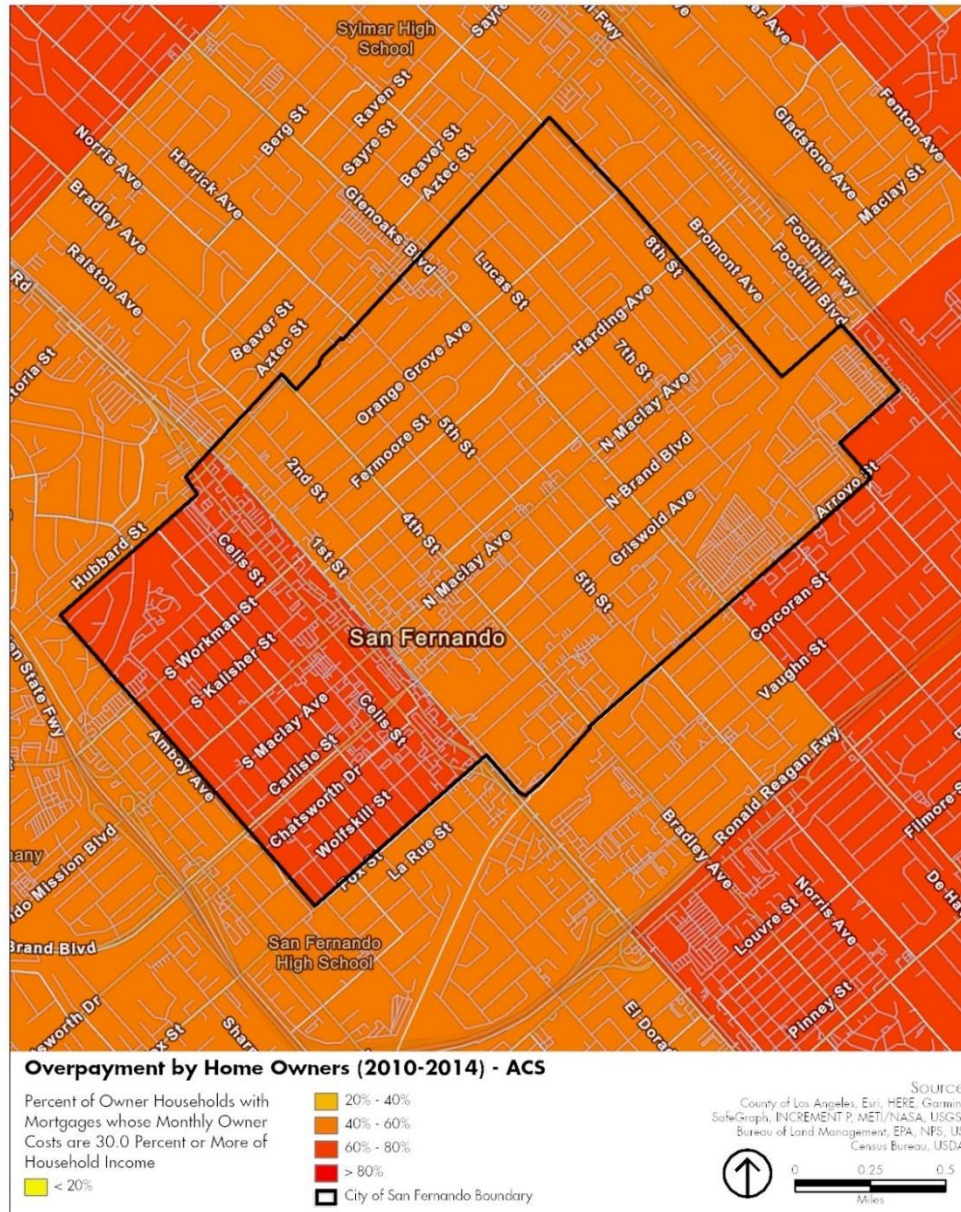 Sylmar High
School
Fenton Ave
Gladstone Ave
Maclay St
Raven St
Berg St
Sayre St
Beaver St
Aztec St
Norris Ave
Herrick Ave
Bradley Ave
Ralston Ave
Glenoaks Blvd
Lucas St
8th St
Bromont Ave
Foothill Fwy
Foothill Blvd
Rd
Beaver St
Aztec St
Harding Ave
7th St
Orange Grove Ave
N Maclay Ave
Fermoore St
5th St
N Brand Blvd
2nd St
4th St
Griswold Ave
Arroyo St
Hubbard St
Celis St
1st St
N Maclay Ave
5th St
Corcoran St
S Workman St
San Fernando
Vaughn St
S Kalisher St
S Maclay Ave
Celis St
Amboy Ave
Carlisle St
Chatsworth Dr
Wolfskill St
Ronald Reagan Fwy
Fox St
La Rue St
Bradley Ave
Norris Ave
Louvre St
Brand Blvd
San Fernando
High School
Pinney St
Overpayment by Home Owners (2010-2014) - ACS
Percent of Owner Households with
Mortgages whose Monthly Owner
Costs are 30.0 Percent or More of
Household Income
< 20%
20% - 40%
40% - 60%
60% - 80%
> 80%
City of San Fernando Boundary
Source
County of Los Angeles, Esri, HERE, Garmin
SafeGraph, INCREMENT P, METI/NASA, USGS
Bureau of Land Management, EPA, NPS, US
Census Bureau, USDA
0 0.25 0.5
Miles